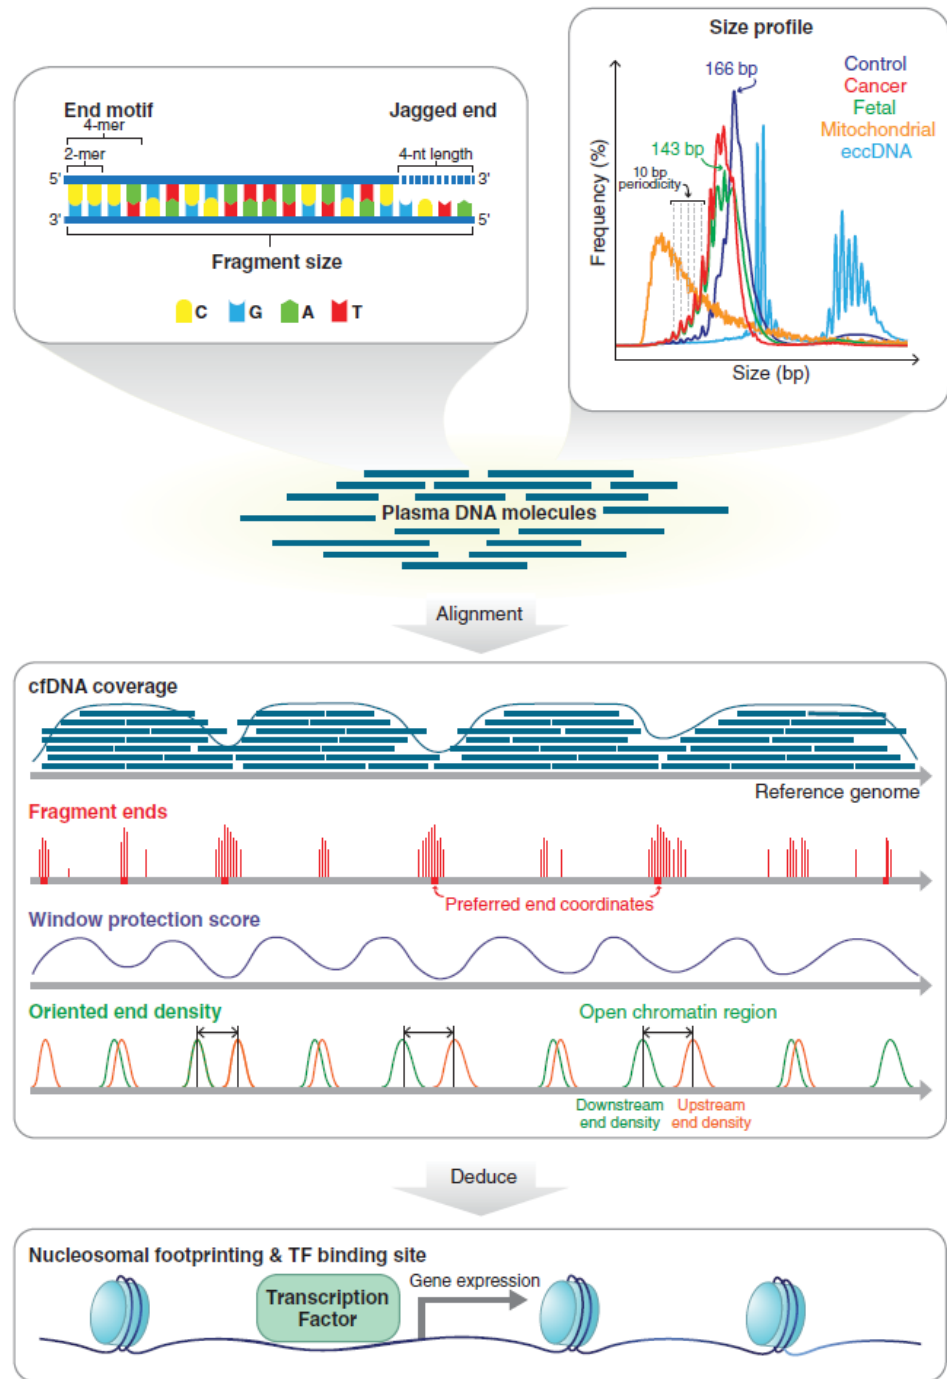 Size profile
166 bp
Control
Cancer
Fetal
Mitochondrial
eccDNA
143 bp
10 bp
periodicity
Frequency (%)
Size (bp)
End motif
Jagged end
4-mer
2-mer
4-nt length
5'
3'
3'
5'
Fragment size
C
G
A
T
Plasma DNA molecules
Alignment
cfDNA coverage
Reference genome
Fragment ends
Preferred end coordinates
Window protection score
Oriented end density
Open chromatin region
Downstream
end density
Upstream
end density
Deduce
Nucleosomal footprinting & TF binding site
Gene expression
Transcription
Factor